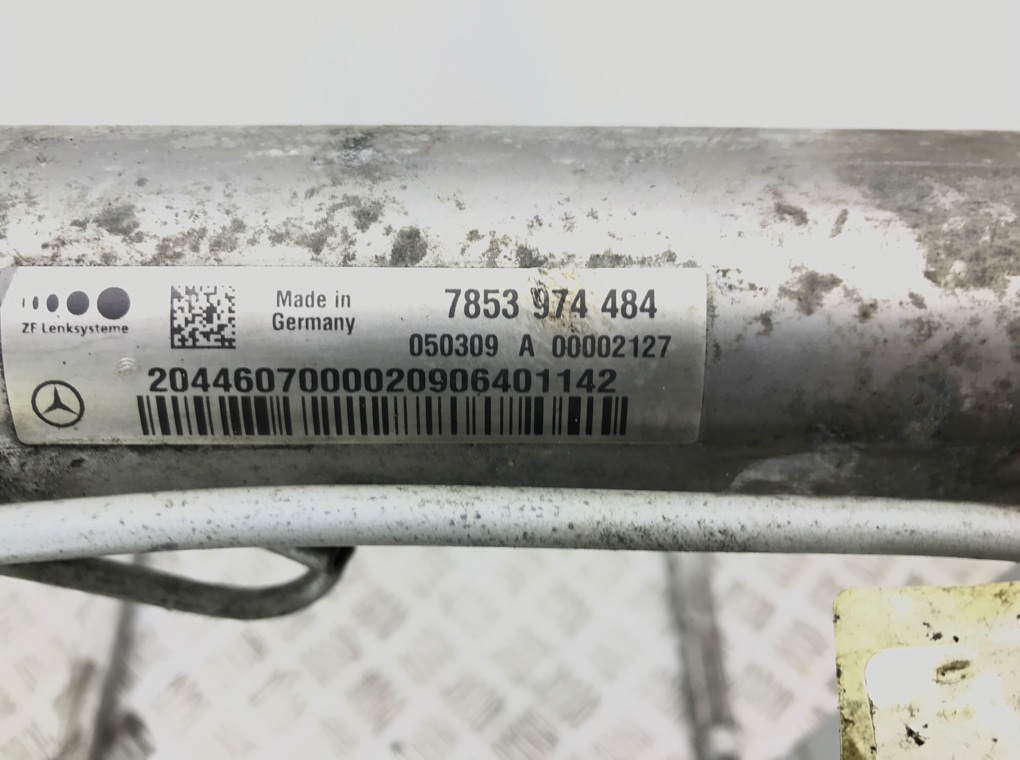 ZF Lenksysteme
Made in
Germany
7853 974 484
050309 A 00002127
2044607000020906401142